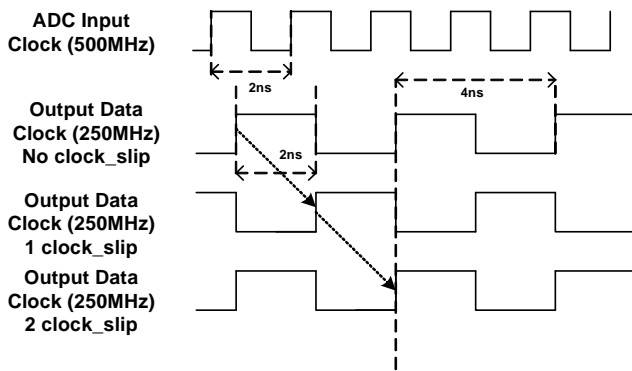 ADC Input
Clock (500MHz)
2ns
4ns
Output Data
Clock (250MHz)
No clock_slip
2ns
Output Data
Clock (250MHz)
1 clock_slip
Output Data
Clock (250MHz)
2 clock_slip